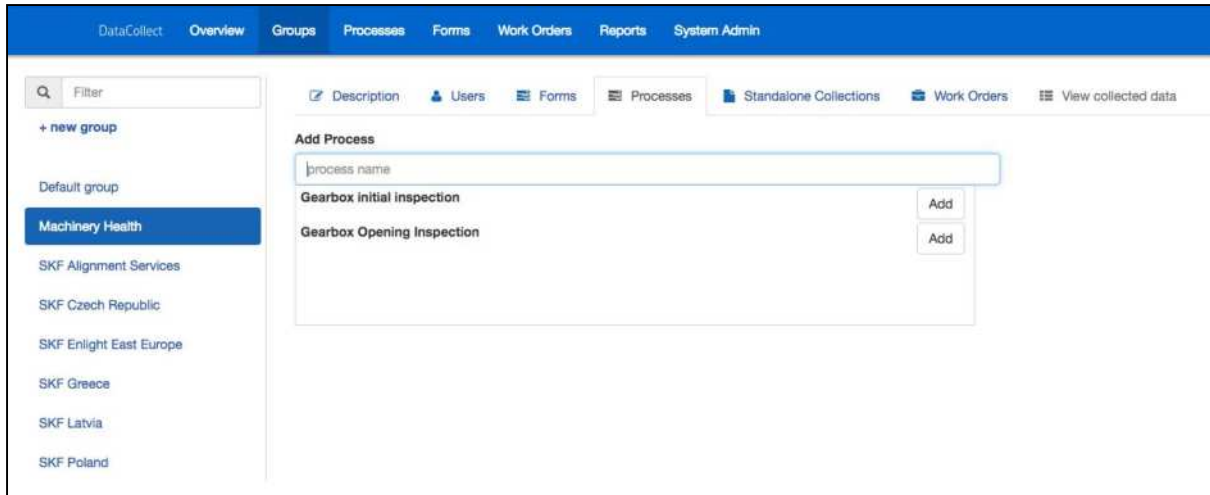 DataCollect Overview Groups Processes Forms Work Orders Reports System Admin
Filter
+ new group
Default group
Machinery Health
SKF Alignment Services
SKF Czech Republic
SKF Enlight East Europe
SKF Greece
SKF Latvia
SKF Poland
Description Users Forms Processes Standalone Collections Work Orders View collected data
Add Process
process name
Gearbox initial inspection Add
Gearbox Opening Inspection Add